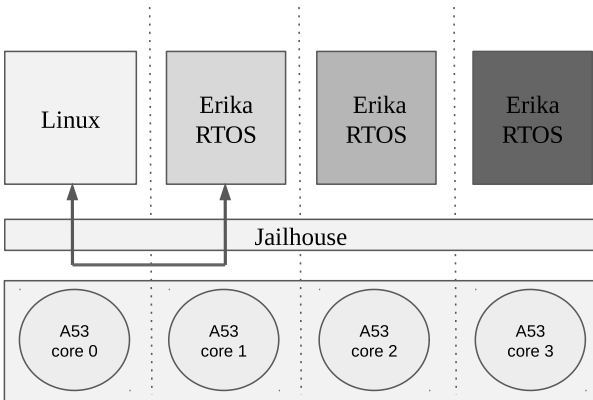 Linux
Erika
RTOS
Erika
RTOS
Erika
RTOS
Jailhouse
A53
core 0
A53
core 1
A53
core 2
A53
core 3